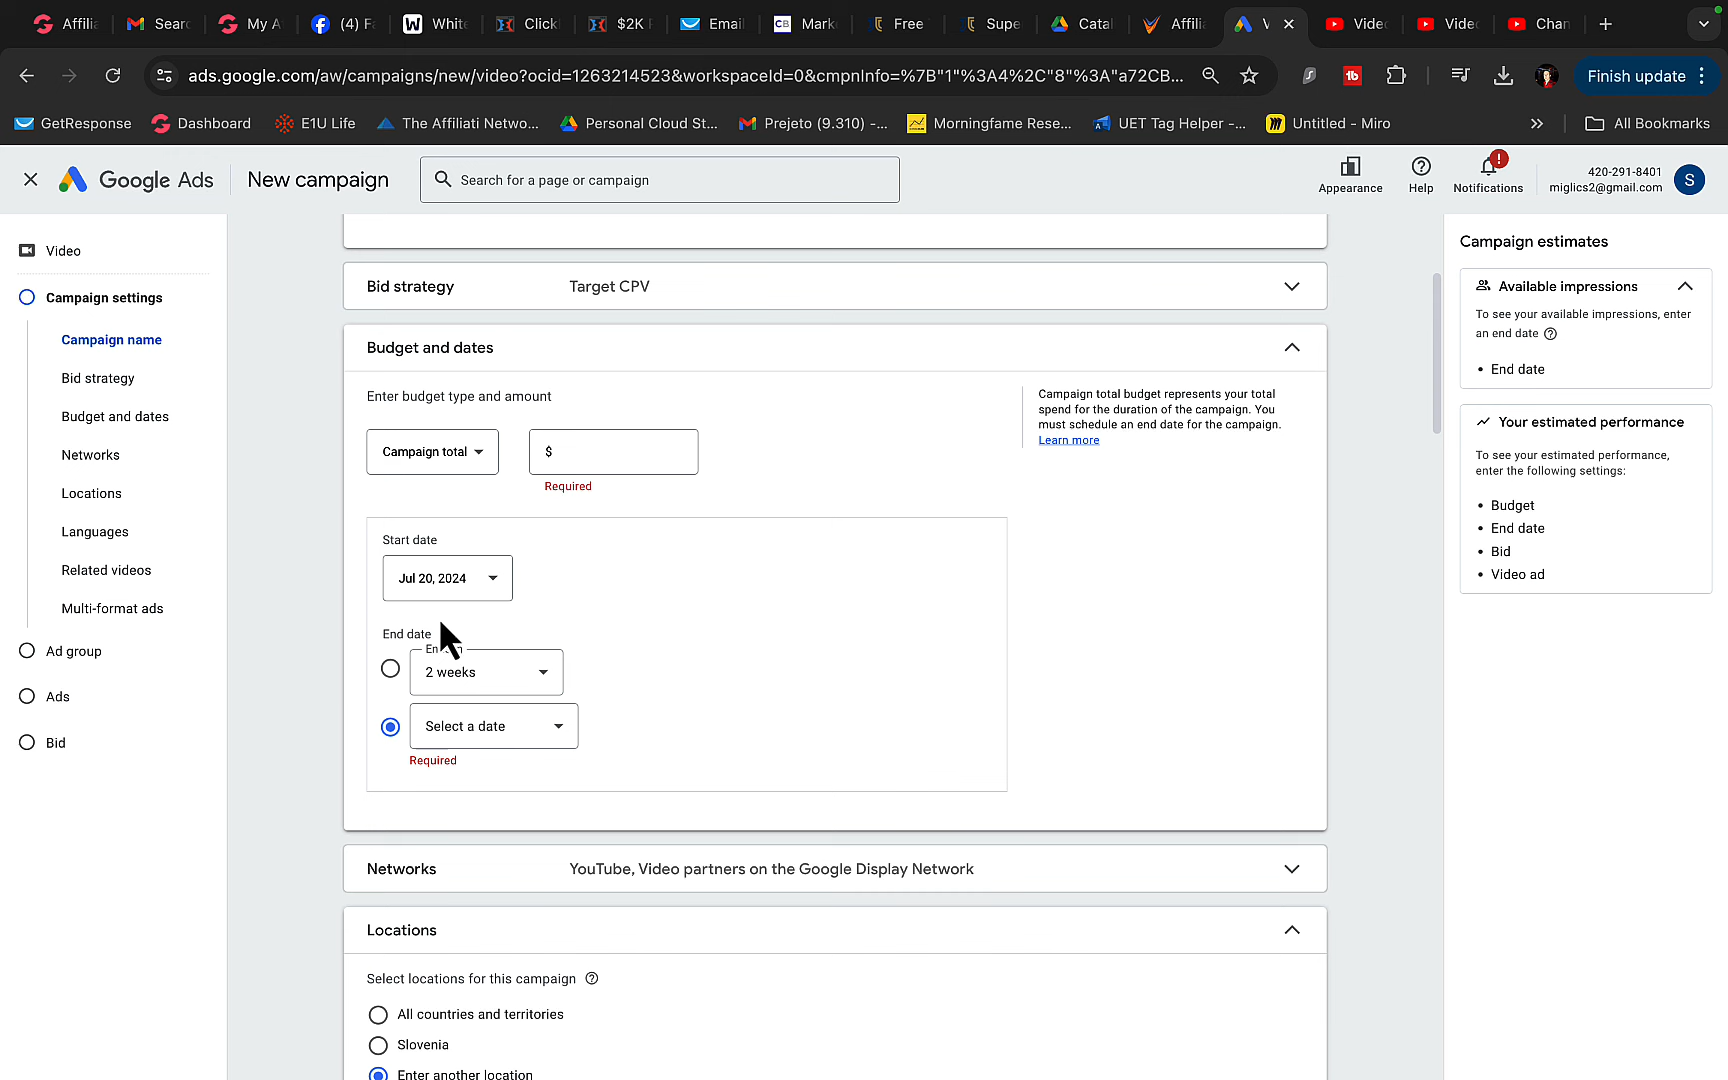 Affilia
Searc
My A
(4) Fa
White
Click
$2K F
Email
CB
Mark
Free
Supe
Catal
Affilia
V
Videc
Videc
Chan
ads.google.com/aw/campaigns/new/video?ocid=1263214523&workspaceId=0&cmpnInfo=%7B"1"%3A4%2C"8"%3A"a72CB...
Finish update
GetResponse
Dashboard
E1U Life
The Affiliati Netwo...
Personal Cloud St...
Prejeto (9.310) -...
Morningfame Rese...
UET Tag Helper -...
Untitled - Miro
All Bookmarks
Google Ads
New campaign
Search for a page or campaign
Appearance
Help
Notifications
420-291-8401
miglics2@gmail.com
S
Video
Campaign settings
Campaign name
Bid strategy
Budget and dates
Networks
Locations
Languages
Related videos
Multi-format ads
Ad group
Ads
Bid
Bid strategy
Target CPV
Budget and dates
Enter budget type and amount
Campaign total
$
Required
Campaign total budget represents your total
spend for the duration of the campaign. You
must schedule an end date for the campaign.
Learn more
Start date
Jul 20, 2024
End date
2 weeks
Select a date
Required
Networks
YouTube, Video partners on the Google Display Network
Locations
Select locations for this campaign
All countries and territories
Slovenia
Enter another location
Campaign estimates
Available impressions
To see your available impressions, enter
an end date
• End date
Your estimated performance
To see your estimated performance,
enter the following settings:
• Budget
• End date
• Bid
• Video ad